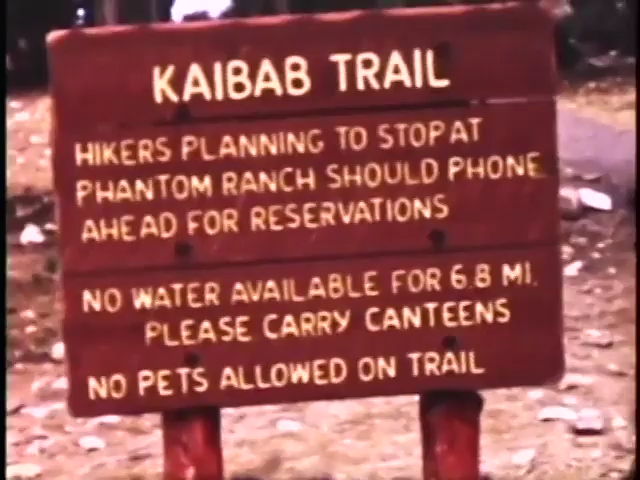 KAIBAB TRAIL
HIKERS PLANNING TO STOP AT
PHANTOM RANCH SHOULD PHONE
AHEAD FOR RESERVATIONS
NO WATER AVAILABLE FOR 6.8 MI.
PLEASE CARRY CANTEENS
NO PETS ALLOWED ON TRAIL